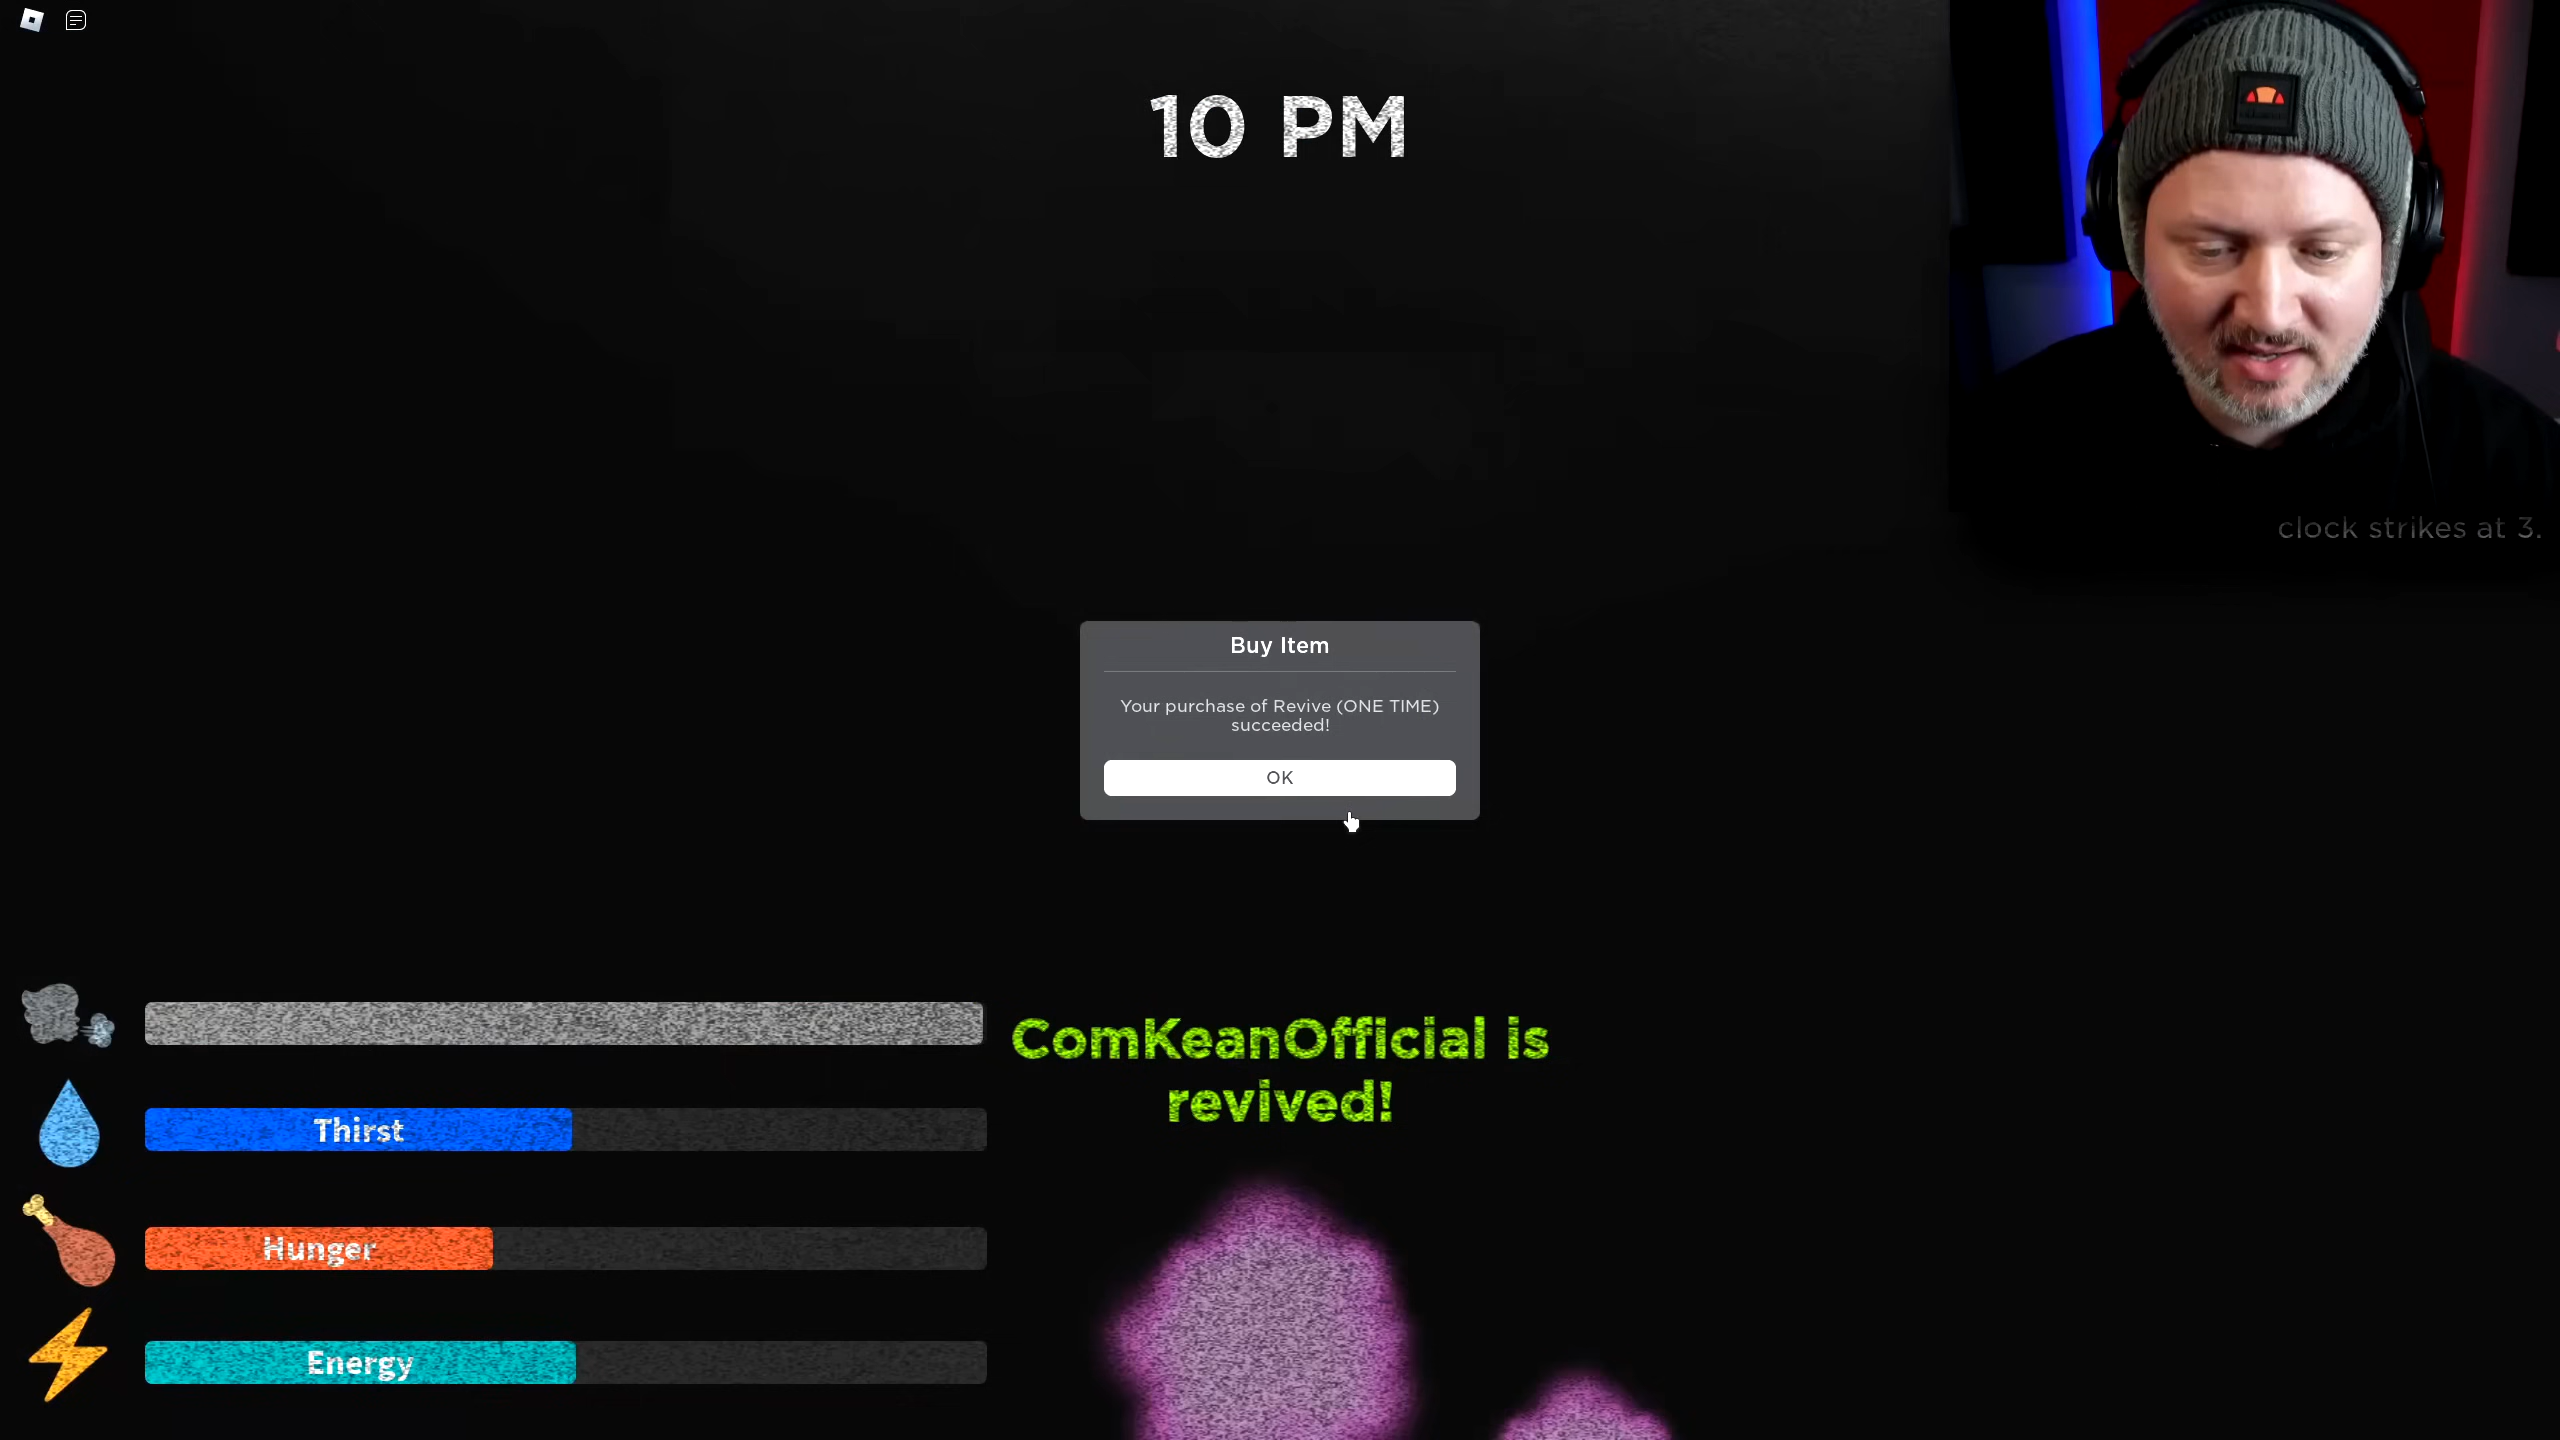 10 PM
clock strikes at 3.
Buy Item
Your purchase of Revive (ONE TIME)
succeeded!
OK
ComKeanOfficial is
revived!
Thirst
Hunger
Energy